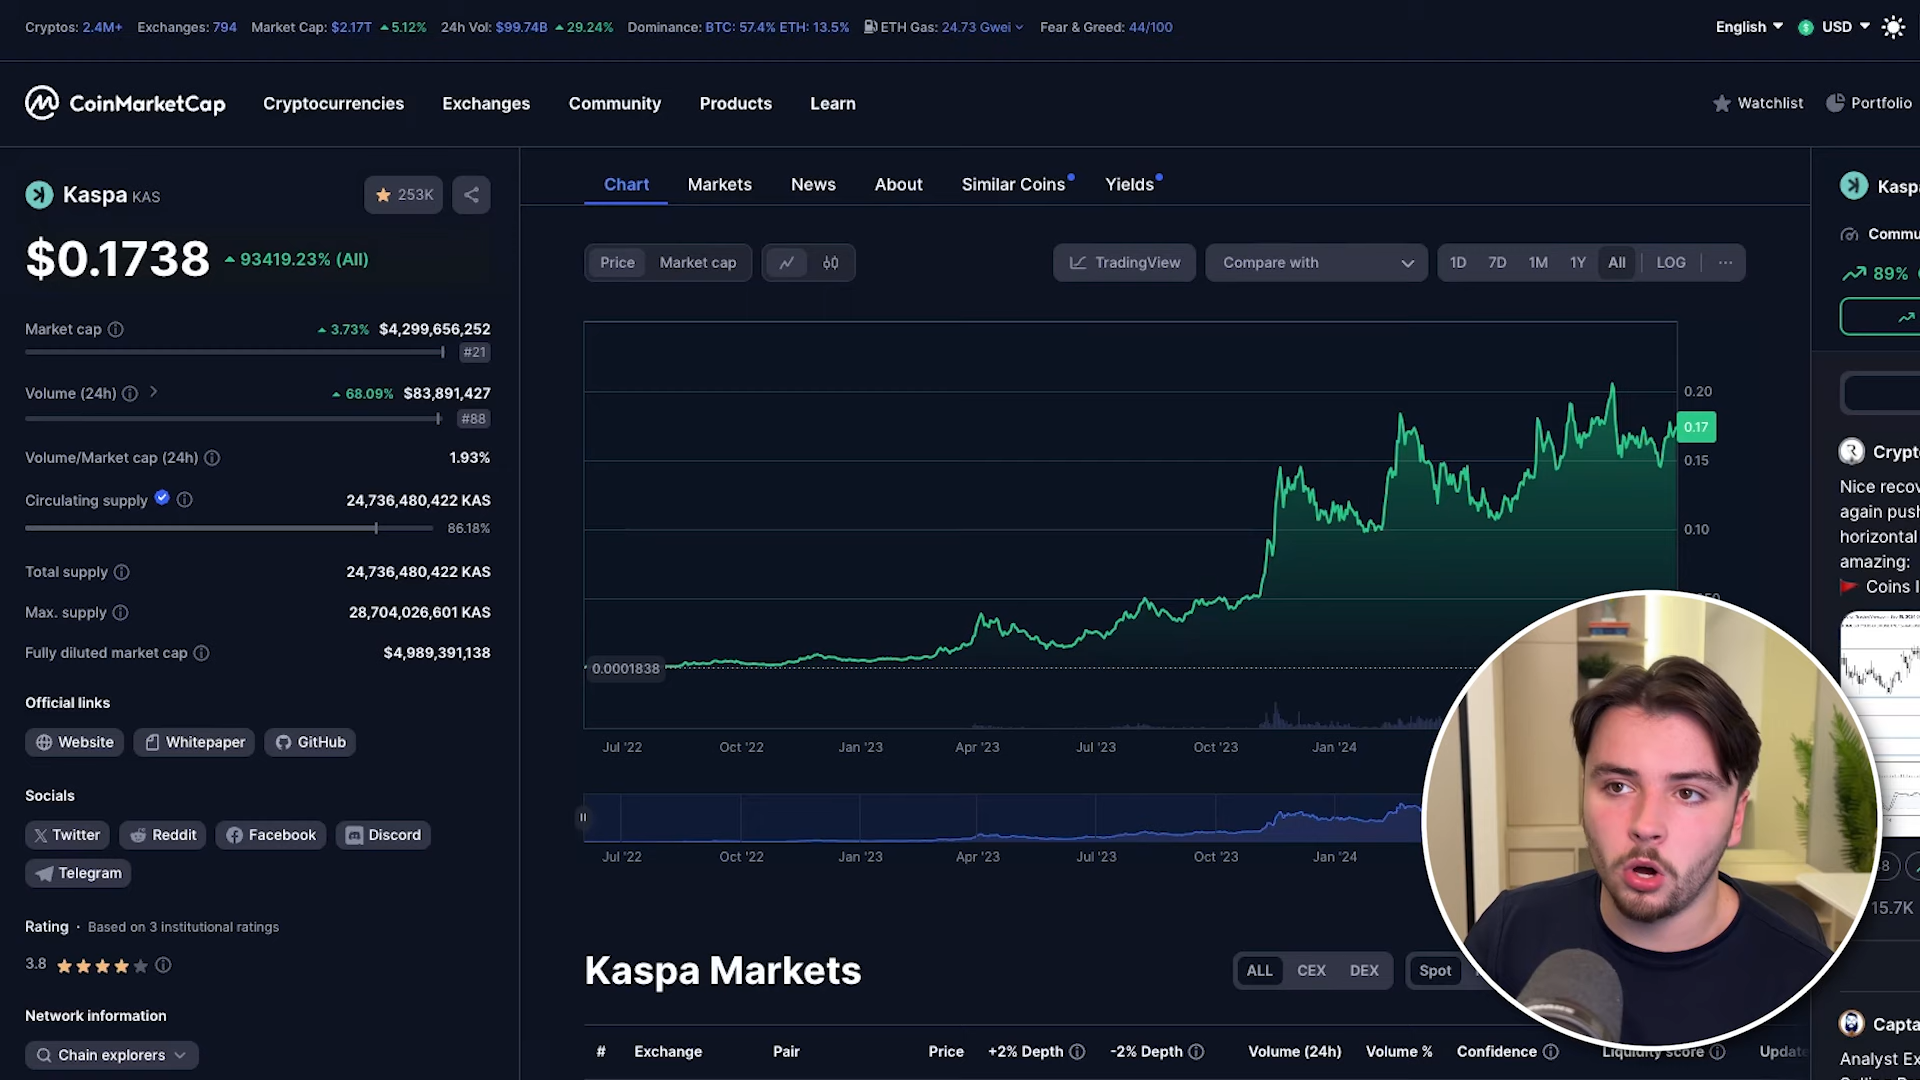 Cryptos: 2.4M+ Exchanges: 794 Market Cap: $2.17T 5.12% 24h Vol: $99.74B 29.24% Dominance: BTC: 57.4% ETH: 13.5% ETH Gas: 24.73 Gwei Fear & Greed: 44/100 English USD
CoinMarketCap Cryptocurrencies Exchanges Community Products Learn Watchlist Portfolio
Kaspa KAS 253K
$0.1738 93419.23% (All)
Market cap 3.73% $4,299,656,252
#21
Volume (24h) 68.09% $83,891,427
#88
Volume/Market cap (24h) 1.93%
Circulating supply 24,736,480,422 KAS
86.18%
Total supply 24,736,480,422 KAS
Max. supply 28,704,026,601 KAS
Fully diluted market cap $4,989,391,138
Official links
Website Whitepaper GitHub
Socials
Twitter Reddit Facebook Discord
Telegram
Rating · Based on 3 institutional ratings
3.8
Network information
Chain explorers
Chart Markets News About Similar Coins Yields
Price Market cap TradingView Compare with 1D 7D 1M 1Y All LOG
0.20
0.17
0.15
0.10
0.0001838
Jul '22 Oct '22 Jan '23 Apr '23 Jul '23 Oct '23 Jan '24
Jul '22 Oct '22 Jan '23 Apr '23 Jul '23 Oct '23 Jan '24
Kaspa Markets ALL CEX DEX Spot
# Exchange Pair Price +2% Depth -2% Depth Volume (24h) Volume % Confidence Liquidity score
89%
Nice
again
horizontal
amazing:
Coins
15.7K
Analyst